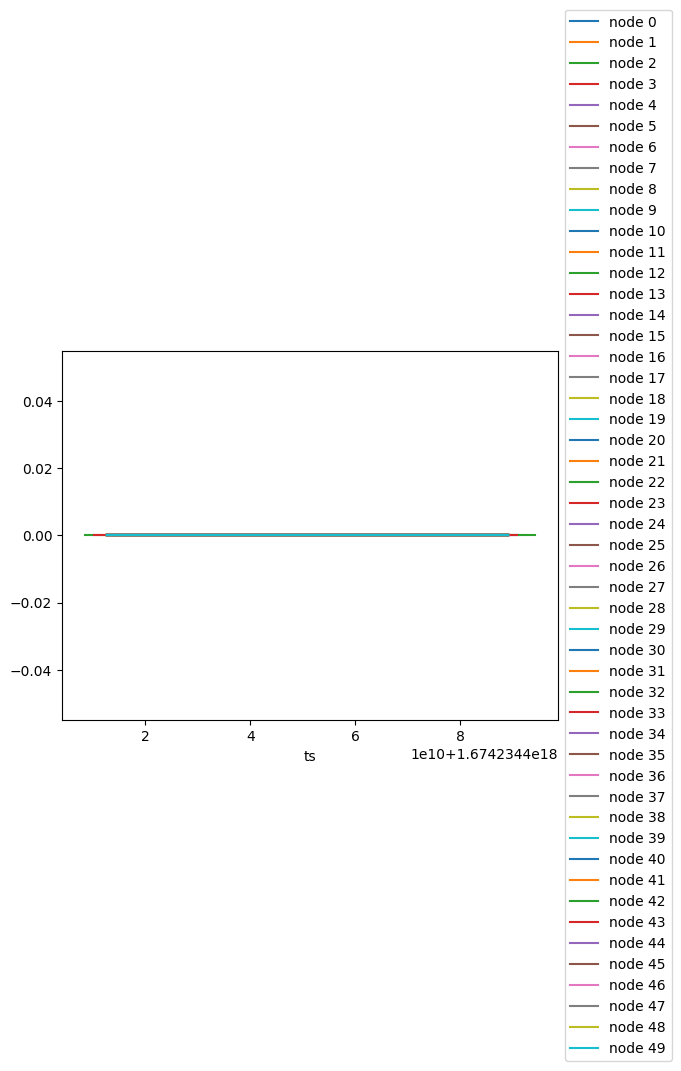 0.04
0.02
0.00
−0.02
−0.04
2
4
6
8
ts
1e10+1.6742344e18
node 0
node 1
node 2
node 3
node 4
node 5
node 6
node 7
node 8
node 9
node 10
node 11
node 12
node 13
node 14
node 15
node 16
node 17
node 18
node 19
node 20
node 21
node 22
node 23
node 24
node 25
node 26
node 27
node 28
node 29
node 30
node 31
node 32
node 33
node 34
node 35
node 36
node 37
node 38
node 39
node 40
node 41
node 42
node 43
node 44
node 45
node 46
node 47
node 48
node 49